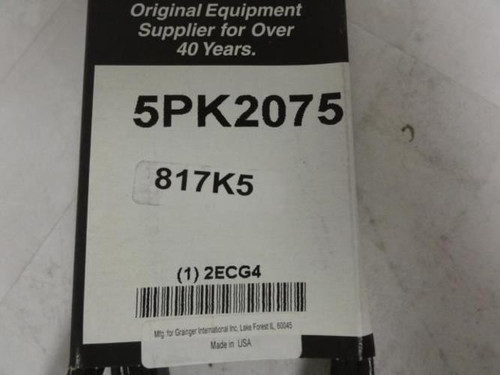 Original Equipment
Supplier for Over
40 Years.
5PK2075
817K5
(1) 2ECG4
Mfg. for Grainger International Inc. Lake Forest IL, 60045
Made in USA